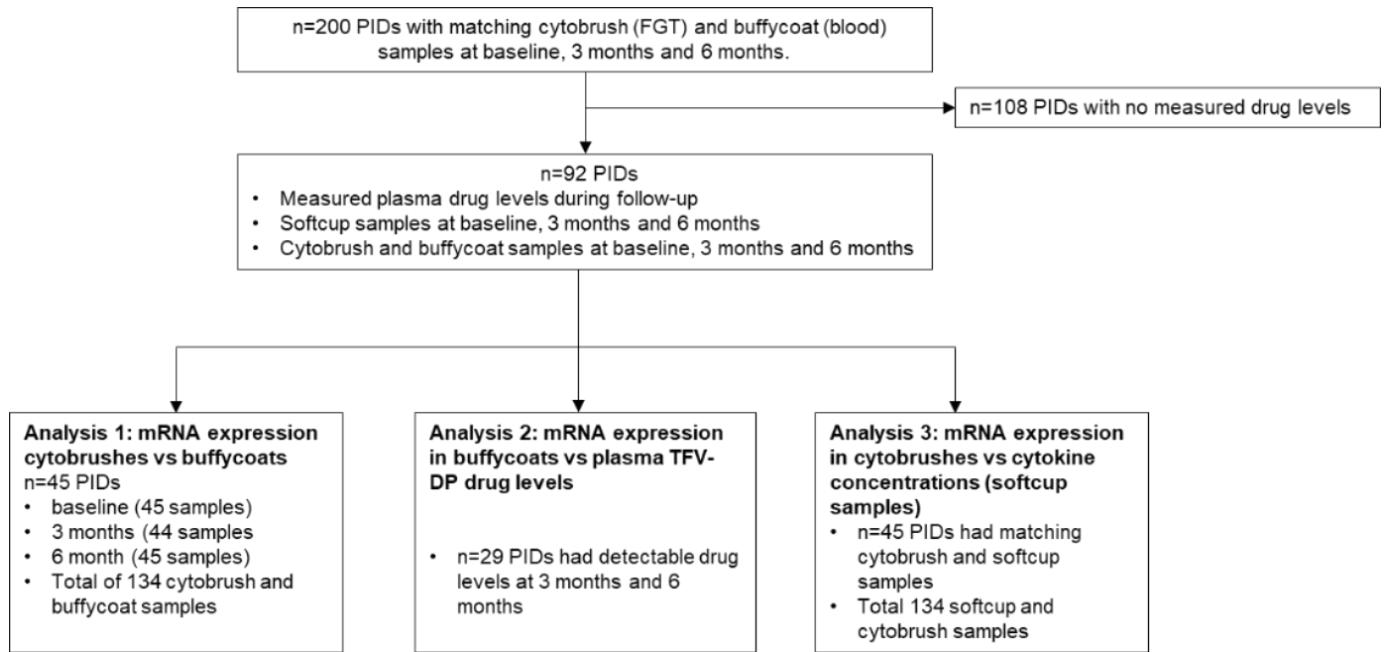 n=200 PIDs with matching cytobrush (FGT) and buffycoat (blood)
samples at baseline, 3 months and 6 months.
n=108 PIDs with no measured drug levels
n=92 PIDs
• Measured plasma drug levels during follow-up
• Softcup samples at baseline, 3 months and 6 months
• Cytobrush and buffycoat samples at baseline, 3 months and 6 months
Analysis 1: mRNA expression
cytobrushes vs buffycoats
n=45 PIDs
• baseline (45 samples)
• 3 months (44 samples
• 6 month (45 samples)
• Total of 134 cytobrush and
buffycoat samples
Analysis 2: mRNA expression
in buffycoats vs plasma TFV-
DP drug levels
• n=29 PIDs had detectable drug
levels at 3 months and 6
months
Analysis 3: mRNA expression
in cytobrushes vs cytokine
concentrations (softcup
samples)
• n=45 PIDs had matching
cytobrush and softcup
samples
• Total 134 softcup and
cytobrush samples